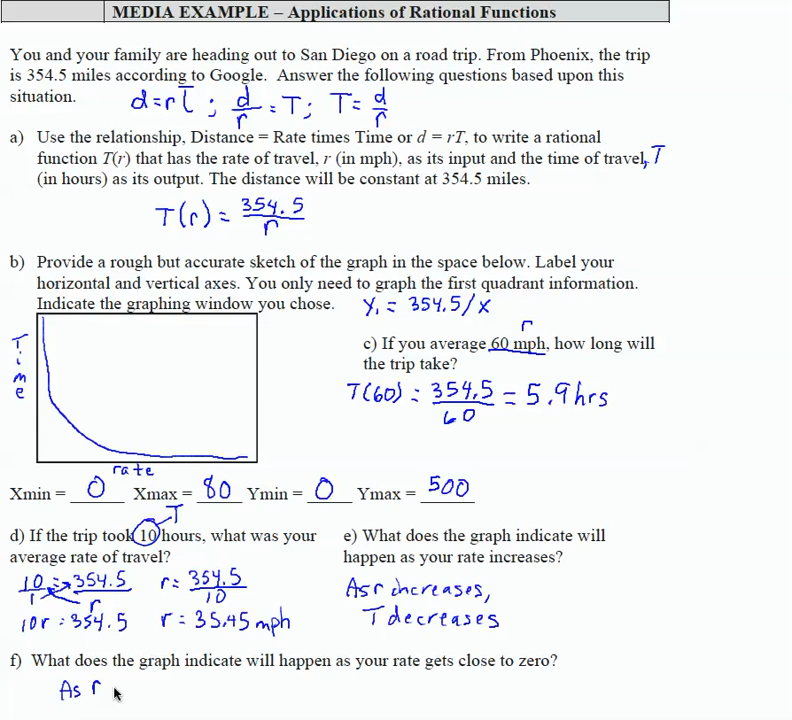 MEDIA EXAMPLE – Applications of Rational Functions
You and your family are heading out to San Diego on a road trip. From Phoenix, the trip
is 354.5 miles according to Google. Answer the following questions based upon this
situation.
d=rT ; d/r = T; T= d/r
a) Use the relationship, Distance = Rate times Time or d = rT, to write a rational
function T(r) that has the rate of travel, r (in mph), as its input and the time of travel, T
(in hours) as its output. The distance will be constant at 354.5 miles.
T(r) = 354.5/r
b) Provide a rough but accurate sketch of the graph in the space below. Label your
horizontal and vertical axes. You only need to graph the first quadrant information.
Indicate the graphing window you chose.
Y₁ = 354.5/x
Time
rate
r
c) If you average 60 mph, how long will
the trip take?
T(60) = 354.5/60 = 5.9 hrs
Xmin = 0 Xmax = 80 Ymin = 0 Ymax = 500
T
d) If the trip took 10 hours, what was your
average rate of travel?
10/1 = 354.5/r r = 354.5/10
10r = 354.5 r = 35.45 mph
e) What does the graph indicate will
happen as your rate increases?
As r increases,
T decreases
f) What does the graph indicate will happen as your rate gets close to zero?
As r